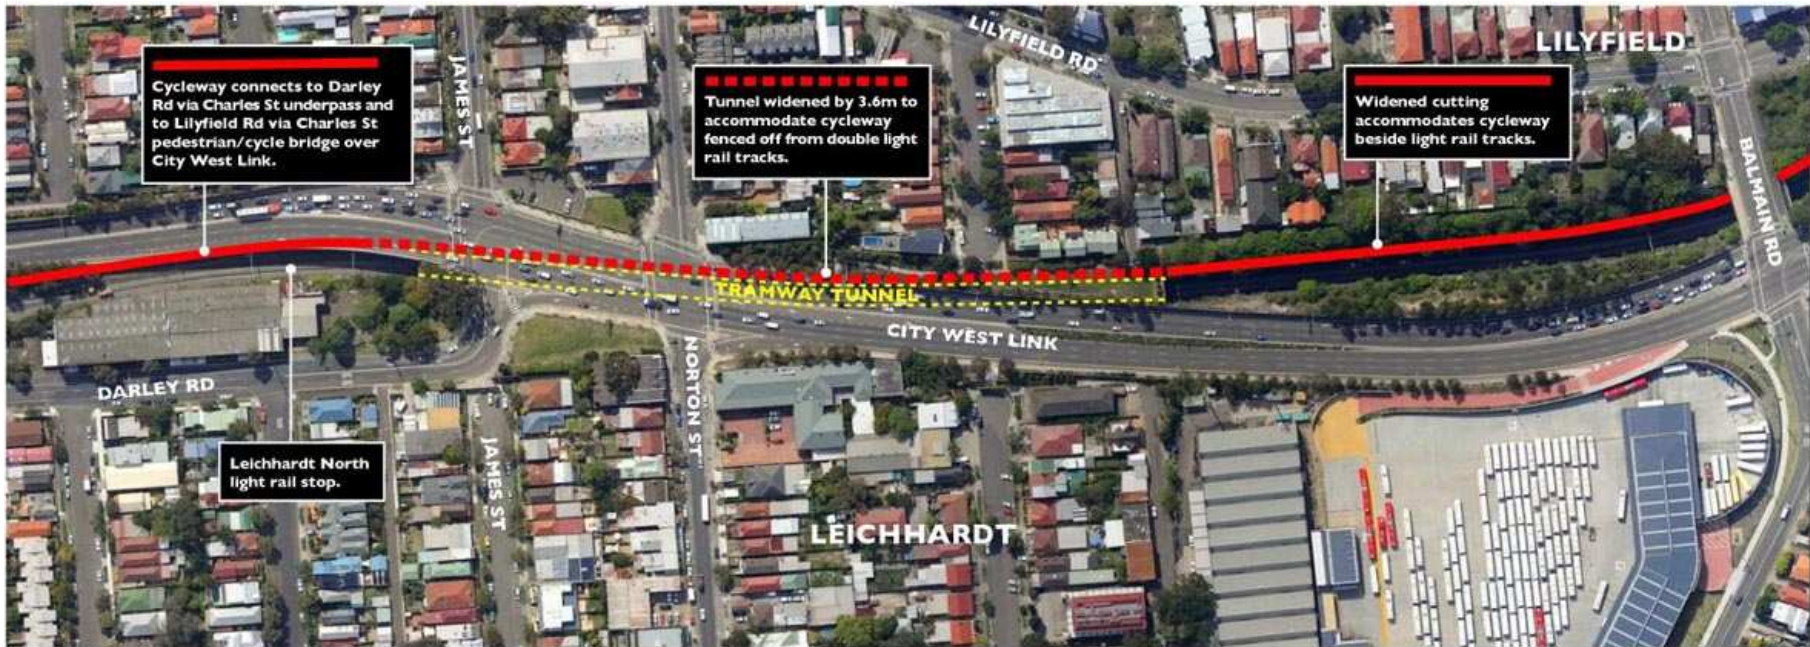 LILYFIELD RD
LILYFIELD
Cycleway connects to Darley
Rd via Charles St underpass and
to Lilyfield Rd via Charles St
pedestrian/cycle bridge over
City West Link.
JAMES ST
Tunnel widened by 3.6m to
accommodate cycleway
fenced off from double light
rail tracks.
Widened cutting
accommodates cycleway
beside light rail tracks.
BALMAIN RD
TRAMWAY TUNNEL
CITY WEST LINK
DARLEY RD
NORTON ST
Leichhardt North
light rail stop.
JAMES ST
LEICHHARDT